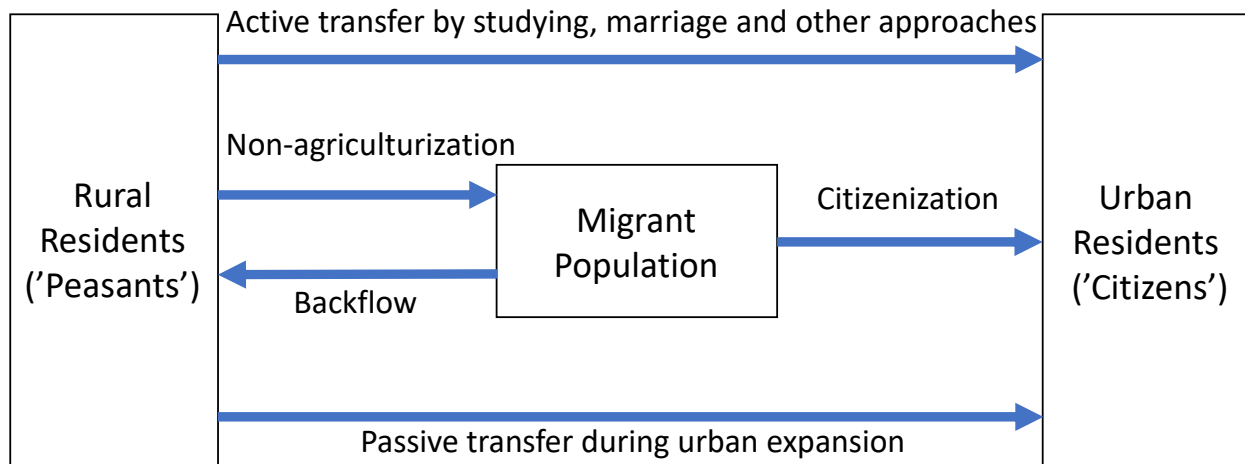 Active transfer by studying, marriage and other approaches
Non-agriculturization
Rural
Residents
(’Peasants’)
Migrant
Population
Citizenization
Urban
Residents
(’Citizens’)
Backflow
Passive transfer during urban expansion